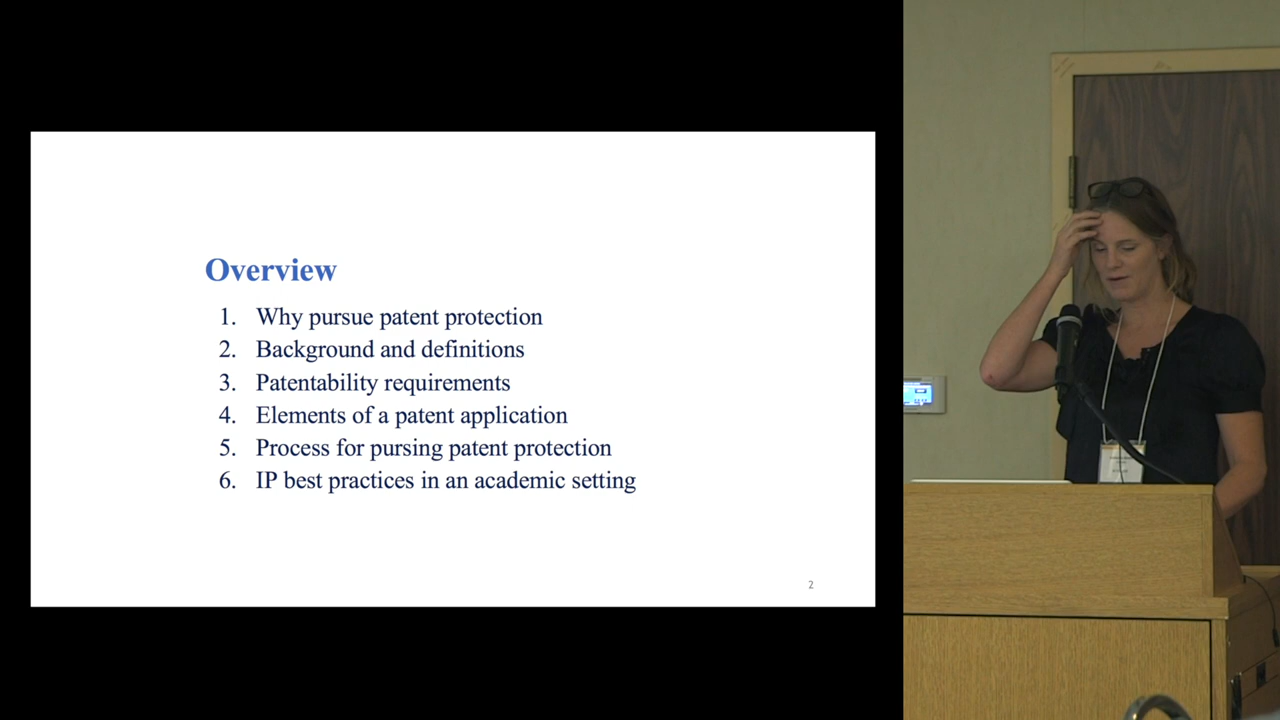 Overview
1. Why pursue patent protection
2. Background and definitions
3. Patentability requirements
4. Elements of a patent application
5. Process for pursing patent protection
6. IP best practices in an academic setting
2